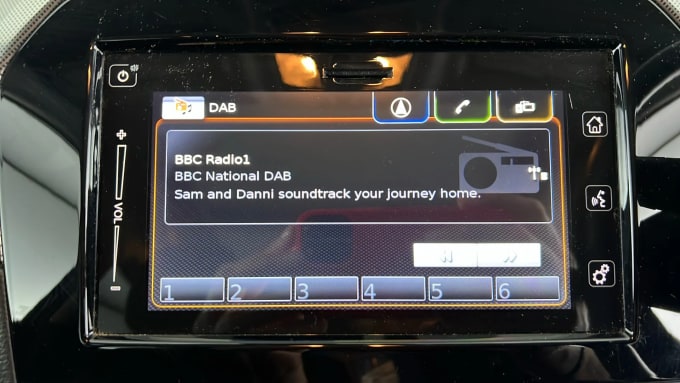 DAB
BBC Radio1
BBC National DAB
Sam and Danni soundtrack your journey home.
VOL
1 2 3 4 5 6